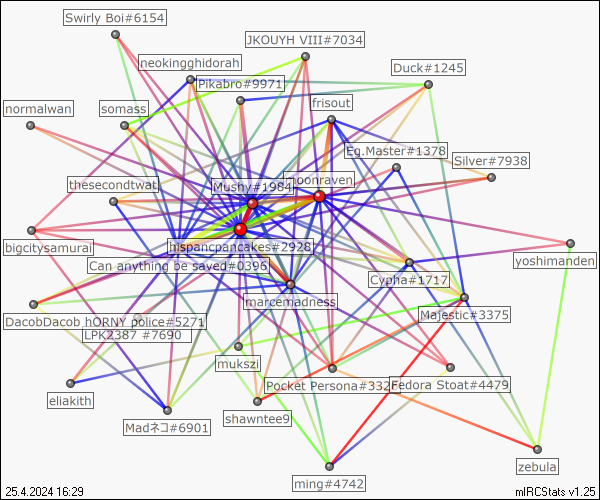 Swirly Boi#6154
JKOUYH VIII#7034
neokingghidorah
Duck#1245
Pikabro#9971
normalwan
somass
frisout
Eg.Master#1378
Silver#7938
thesecondtwat
Mushy#1984
moonraven
bigcitysamurai
hispancpancakes#2928
yoshimanden
Can anything be saved#0396
Cypha#1717
marcemadness
Majestic#3375
DacobDacob hORNY police#5271
LPK2387 #7690
mukszi
Pocket Persona#332
Fedora Stoat#4479
eliakith
shawntee9
Madネコ#6901
zebula
ming#4742
25.4.2024 16:29
mIRCStats v1.25